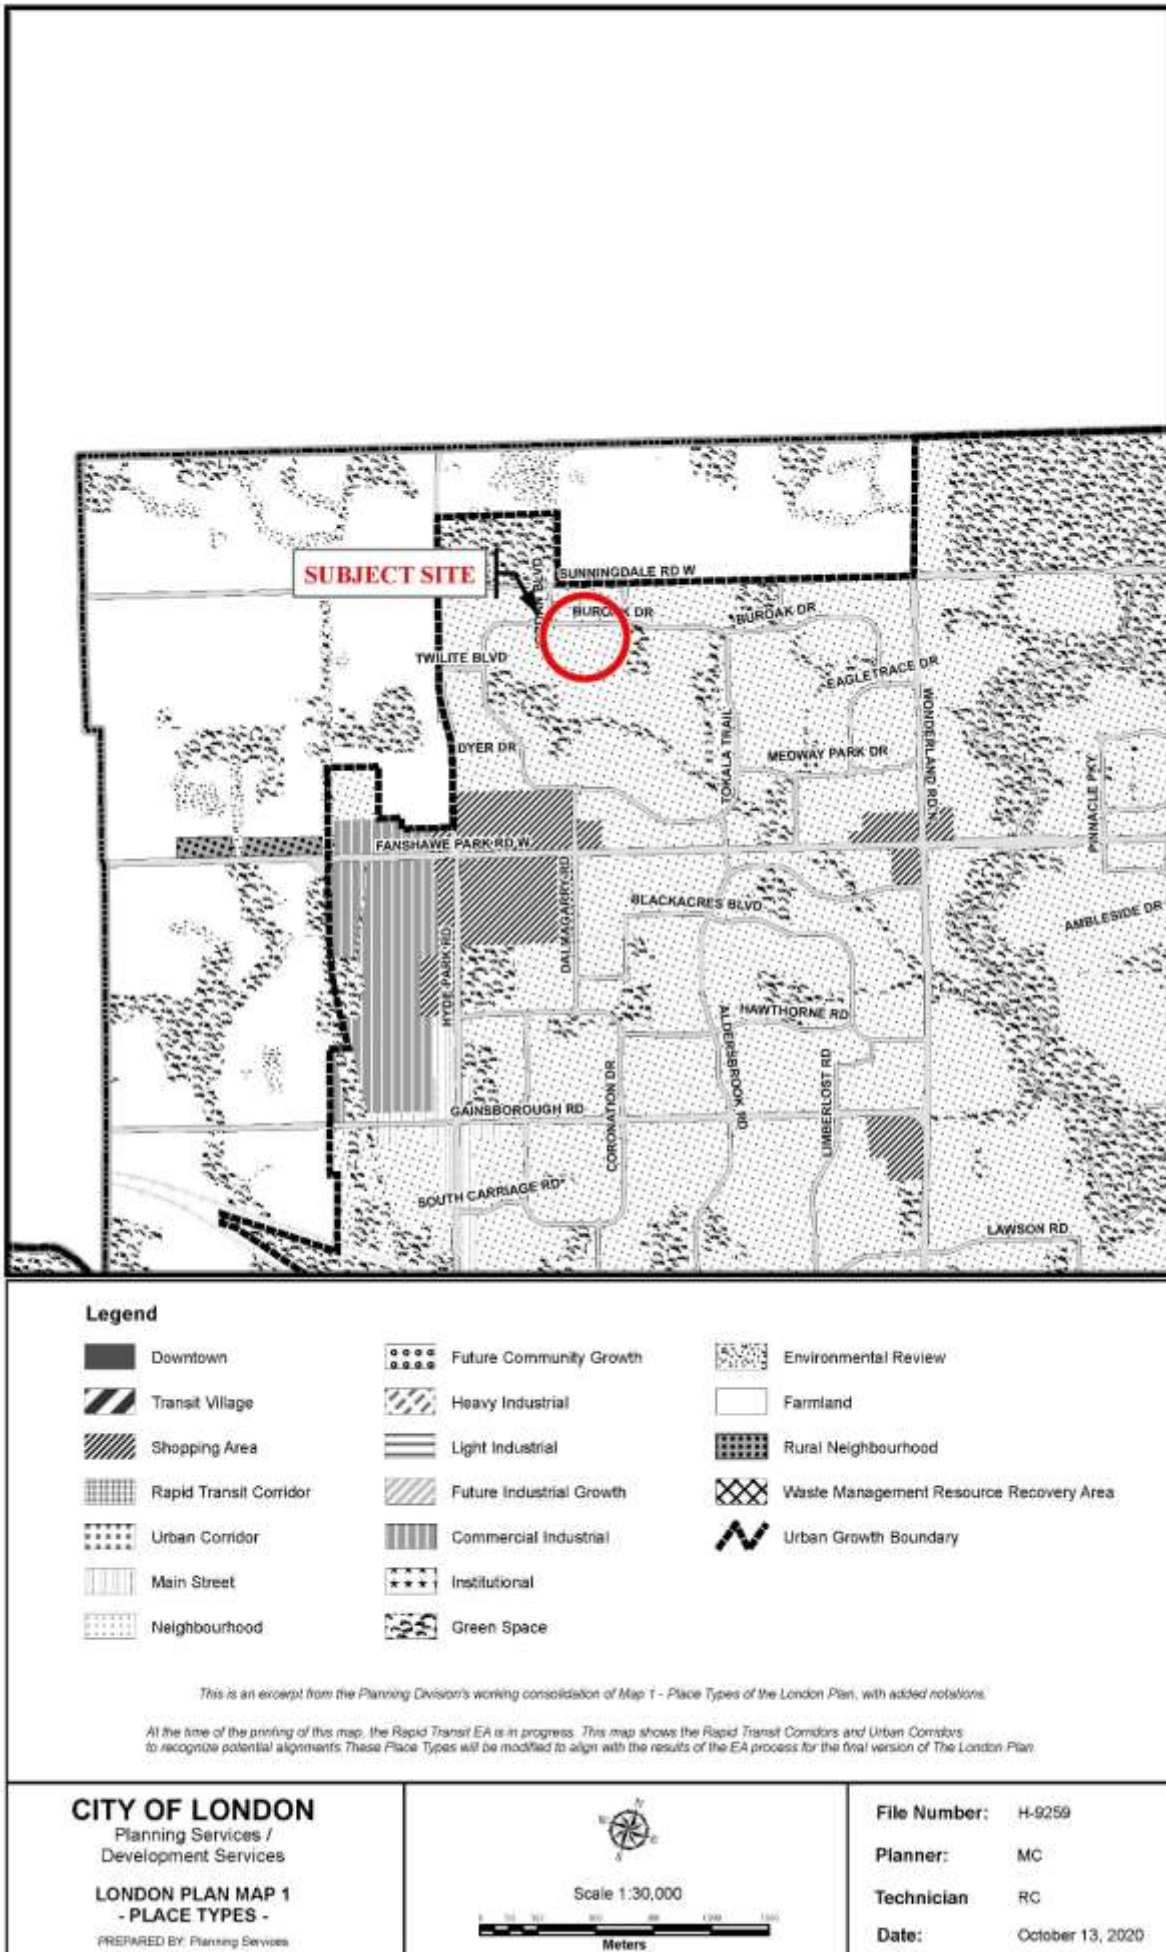 SUBJECT SITE
SUNNINGDALE RD W
BUROAK DR
BUROAK DR
TWILITE BLVD
EAGLETRACE DR
WONDERLAND RD N
DYER DR
TOKALA TRAIL
MEDWAY PARK DR
PINNACLE PKY
FANSHAWE PARK RD W
DALMAGARRY RD
BLACKACRES BLVD
AMBLESIDE DR
HYDE PARK RD
HAWTHORNE RD
ALDERSBROOK RD
CORONATION DR
LIMBERLOST RD
GAINSBOROUGH RD
SOUTH CARRIAGE RD
LAWSON RD
Legend
Downtown
Transit Village
Shopping Area
Rapid Transit Corridor
Urban Corridor
Main Street
Neighbourhood
Future Community Growth
Heavy Industrial
Light Industrial
Future Industrial Growth
Commercial Industrial
Institutional
Green Space
Environmental Review
Farmland
Rural Neighbourhood
Waste Management Resource Recovery Area
Urban Growth Boundary
This is an excerpt from the Planning Division's working consolidation of Map 1 - Place Types of the London Plan, with added notations.
At the time of the printing of this map, the Rapid Transit EA is in progress. This map shows the Rapid Transit Corridors and Urban Corridors
to recognize potential alignments. These Place Types will be modified to align with the results of the EA process for the final version of The London Plan
CITY OF LONDON
Planning Services /
Development Services
LONDON PLAN MAP 1
- PLACE TYPES -
PREPARED BY: Planning Services
N
E
S
Scale 1:30,000
Meters
File Number: H-9259
Planner: MC
Technician RC
Date: October 13, 2020